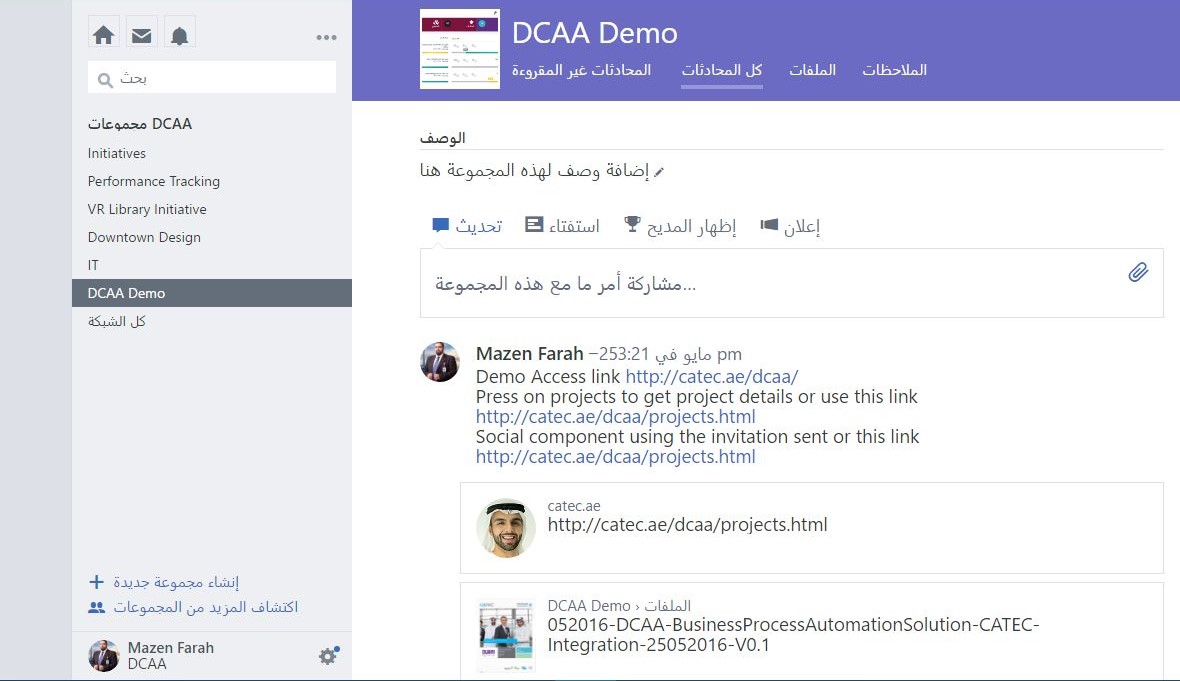 بحث
مجموعات DCAA
Initiatives
Performance Tracking
VR Library Initiative
Downtown Design
IT
DCAA Demo
كل الشبكة
إنشاء مجموعة جديدة
اكتشاف المزيد من المجموعات
Mazen Farah
DCAA
DCAA Demo
المحادثات غير المقروءة كل المحادثات الملفات الملاحظات
الوصف
إضافة وصف لهذه المجموعة هنا
تحديث استفتاء إظهار المديح إعلان
مشاركة أمر ما مع هذه المجموعة...
Mazen Farah –253:21 مايو في pm
Demo Access link http://catec.ae/dcaa/
Press on projects to get project details or use this link
http://catec.ae/dcaa/projects.html
Social component using the invitation sent or this link
http://catec.ae/dcaa/projects.html
catec.ae
http://catec.ae/dcaa/projects.html
DCAA Demo › الملفات
052016-DCAA-BusinessProcessAutomationSolution-CATEC-
Integration-25052016-V0.1